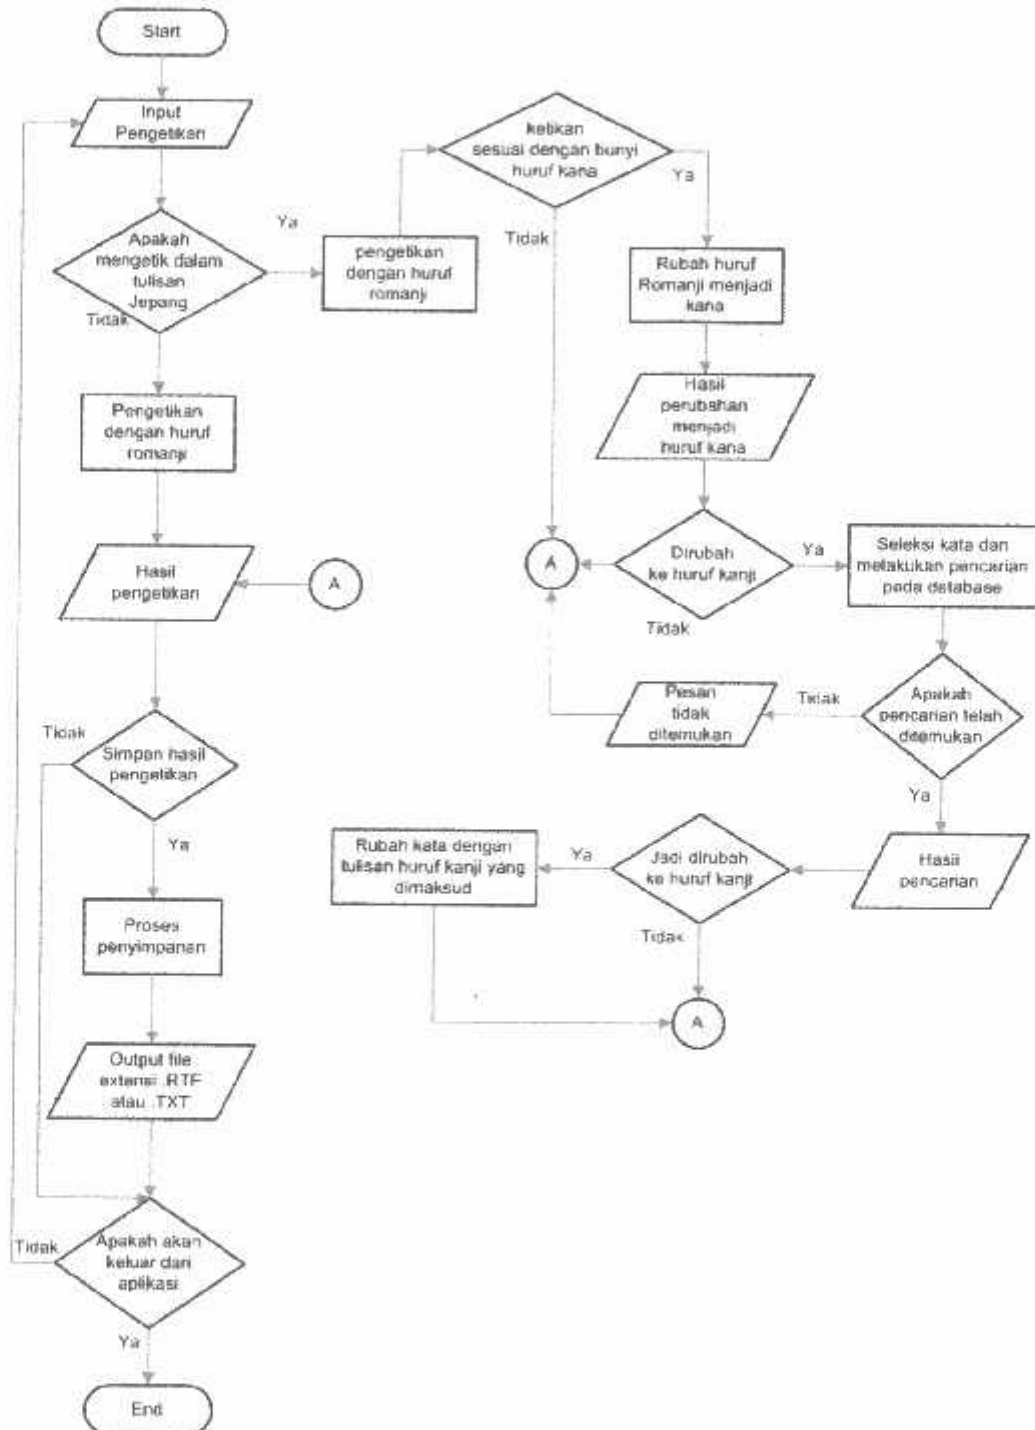 Start
Input
Pengetikan
Apakah
mengetik dalam
tulisan
Jepang
Ya
Tidak
pengetikan
dengan huruf
romanji
ketikan
sesuai dengan bunyi
huruf kana
Ya
Tidak
Rubah huruf
Romanji menjadi
kana
Hasil
perubahan
menjadi
huruf kana
Pengetikan
dengan huruf
romanji
Hasil
pengetikan
A
A
Dirubah
ke huruf kanji
Ya
Tidak
Seleksi kata dan
melakukan pencarian
pada database
Apakah
pencarian telah
ditemukan
Tidak
Ya
Pesan
tidak
ditemukan
Hasil
pencarian
Jadi dirubah
ke huruf kanji
Ya
Tidak
Rubah kata dengan
tulisan huruf kanji yang
dimaksud
A
Simpan hasil
pengetikan
Tidak
Ya
Proses
penyimpanan
Output file
extensi .RTF
atau .TXT
Apakah akan
keluar dari
aplikasi
Tidak
Ya
End